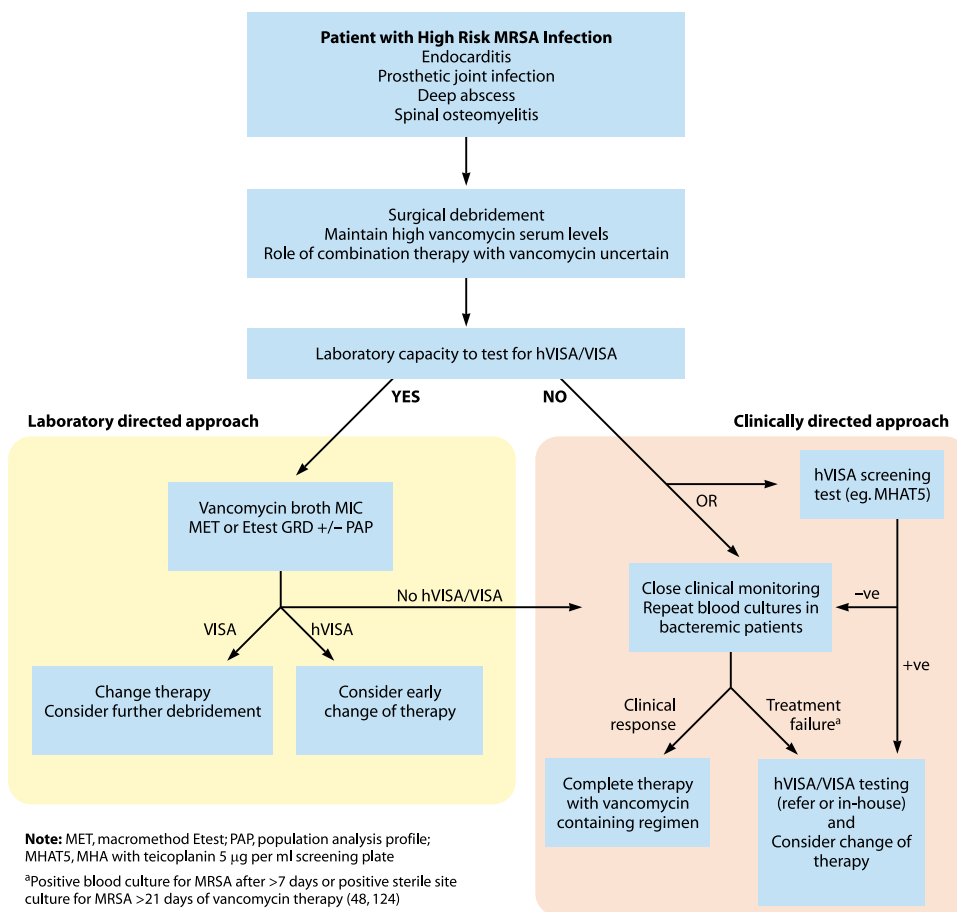 Patient with High Risk MRSA Infection
Endocarditis
Prosthetic joint infection
Deep abscess
Spinal osteomyelitis
Surgical debridement
Maintain high vancomycin serum levels
Role of combination therapy with vancomycin uncertain
Laboratory capacity to test for hVISA/VISA
YES
NO
Laboratory directed approach
Clinically directed approach
Vancomycin broth MIC
MET or Etest GRD +/– PAP
hVISA screening
test (eg. MHAT5)
OR
No hVISA/VISA
VISA
hVISA
Close clinical monitoring
Repeat blood cultures in
bacteremic patients
–ve
+ve
Change therapy
Consider further debridement
Consider early
change of therapy
Clinical
response
Treatment
failureᵃ
Complete therapy
with vancomycin
containing regimen
hVISA/VISA testing
(refer or in-house)
and
Consider change of
therapy
Note: MET, macromethod Etest; PAP, population analysis profile;
MHAT5, MHA with teicoplanin 5 μg per ml screening plate
ᵃPositive blood culture for MRSA after >7 days or positive sterile site
culture for MRSA >21 days of vancomycin therapy (48, 124)